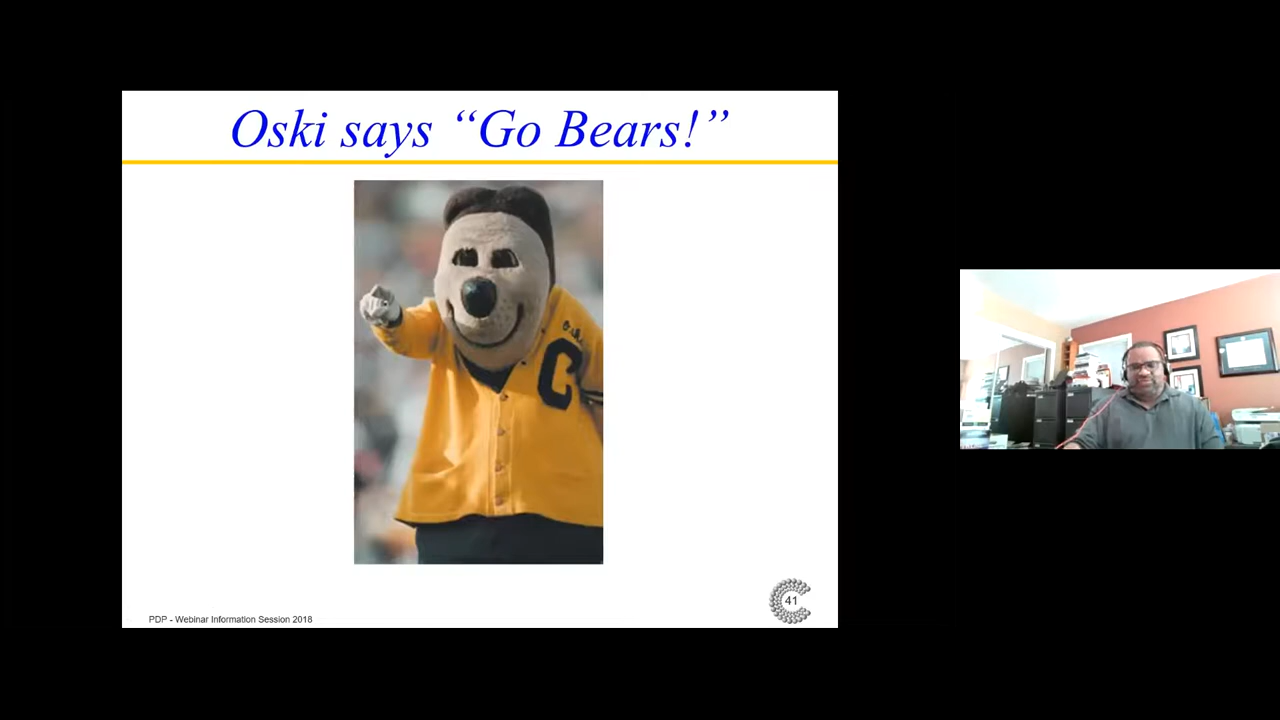 Oski says “Go Bears!”
C
41
PDP - Webinar Information Session 2018